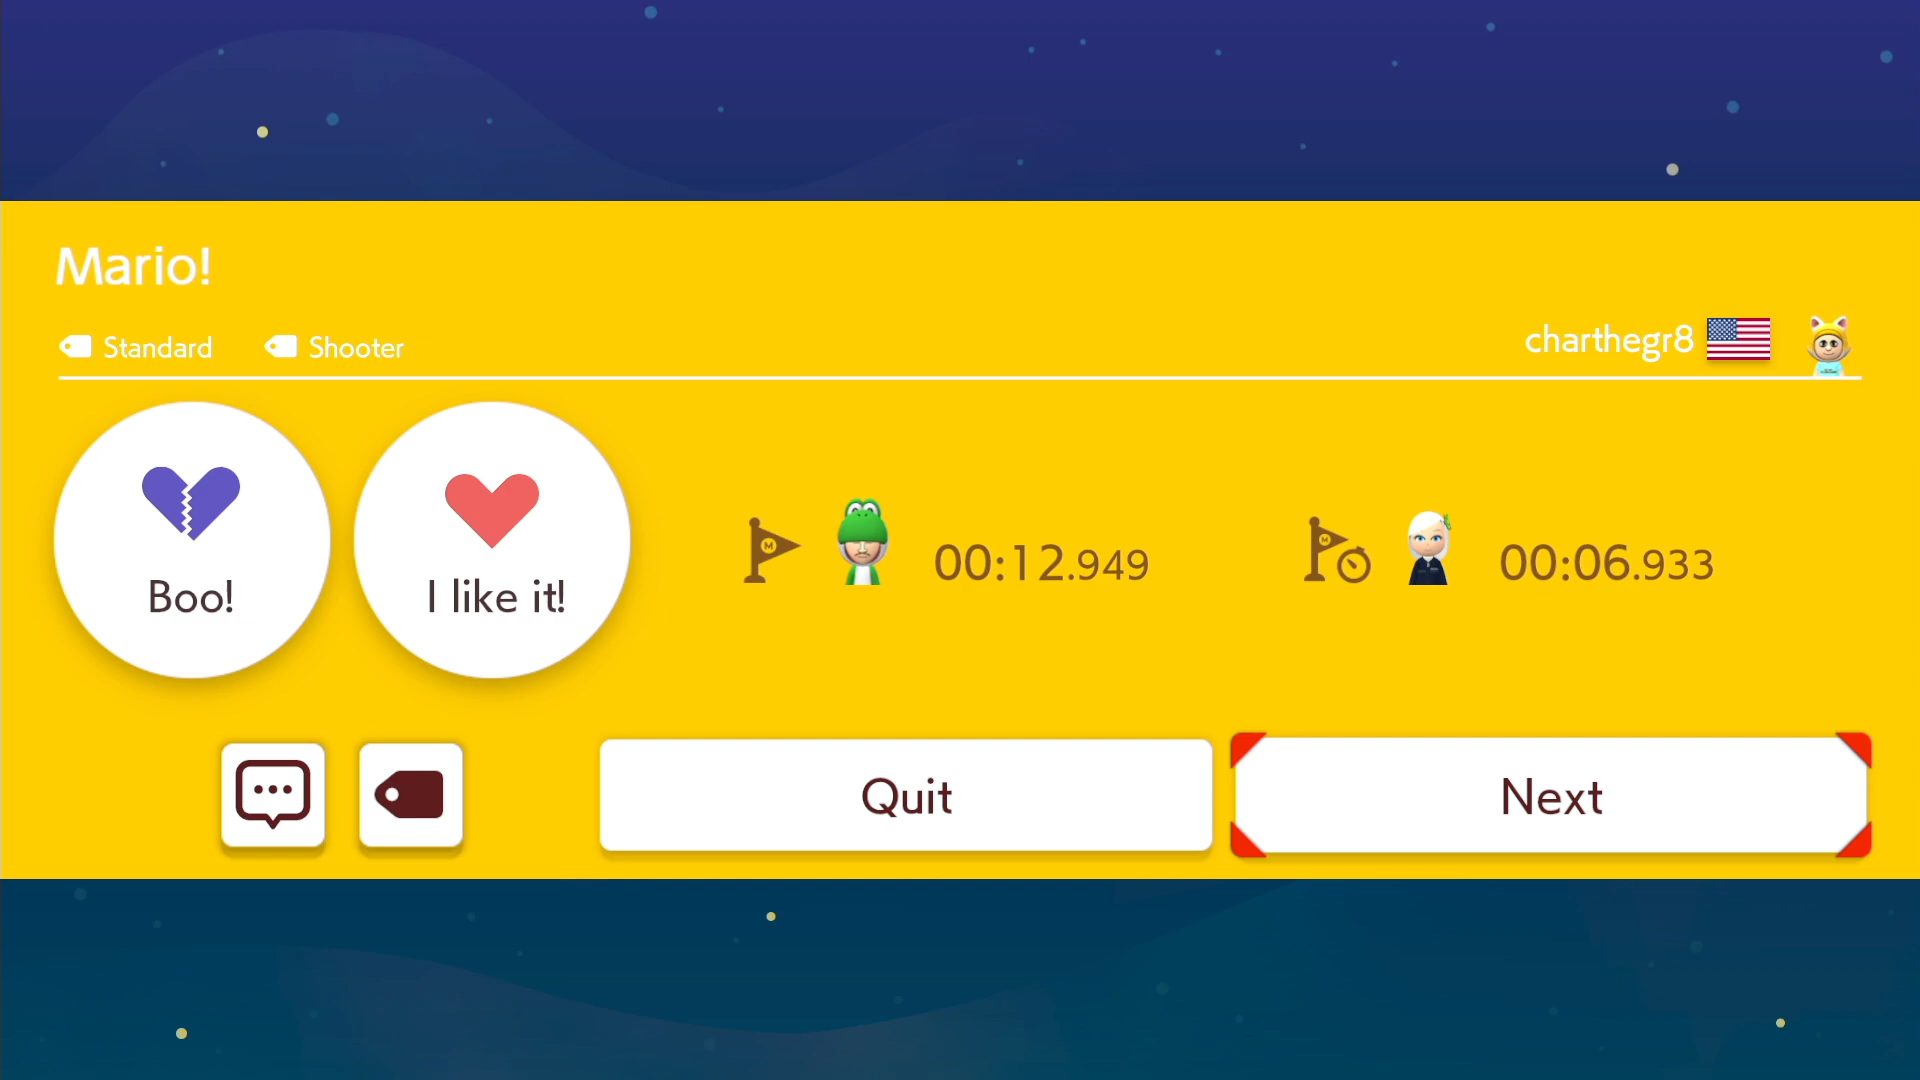 Mario!
Standard Shooter
charthegr8
Boo!
I like it!
M 00:12.949
M 00:06.933
Quit
Next